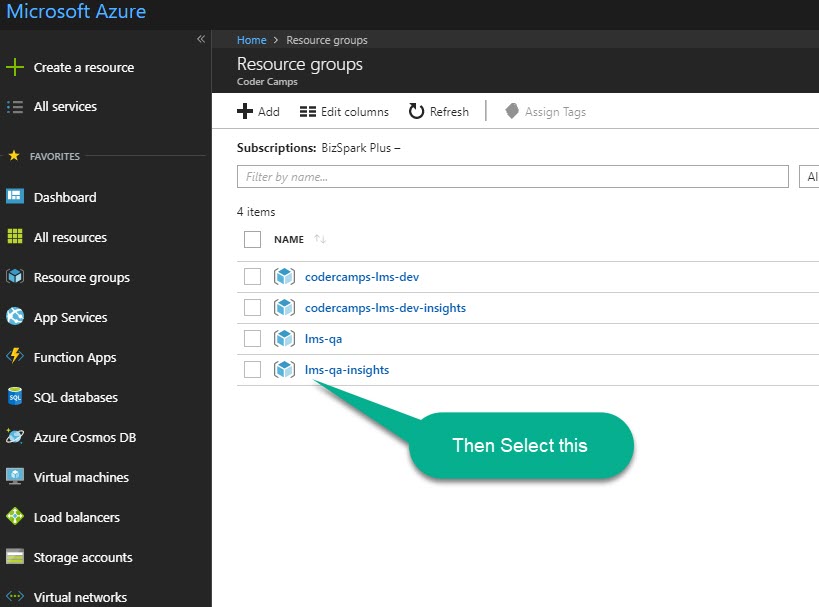 Microsoft Azure
«
Create a resource
All services
FAVORITES
Dashboard
All resources
Resource groups
App Services
Function Apps
SQL
SQL databases
Azure Cosmos DB
Virtual machines
Load balancers
Storage accounts
Virtual networks
Home > Resource groups
Resource groups
Coder Camps
Add Edit columns Refresh Assign Tags
Subscriptions: BizSpark Plus –
Filter by name...
Al
4 items
NAME ↑↓
codercamps-lms-dev
codercamps-lms-dev-insights
lms-qa
lms-qa-insights
Then Select this